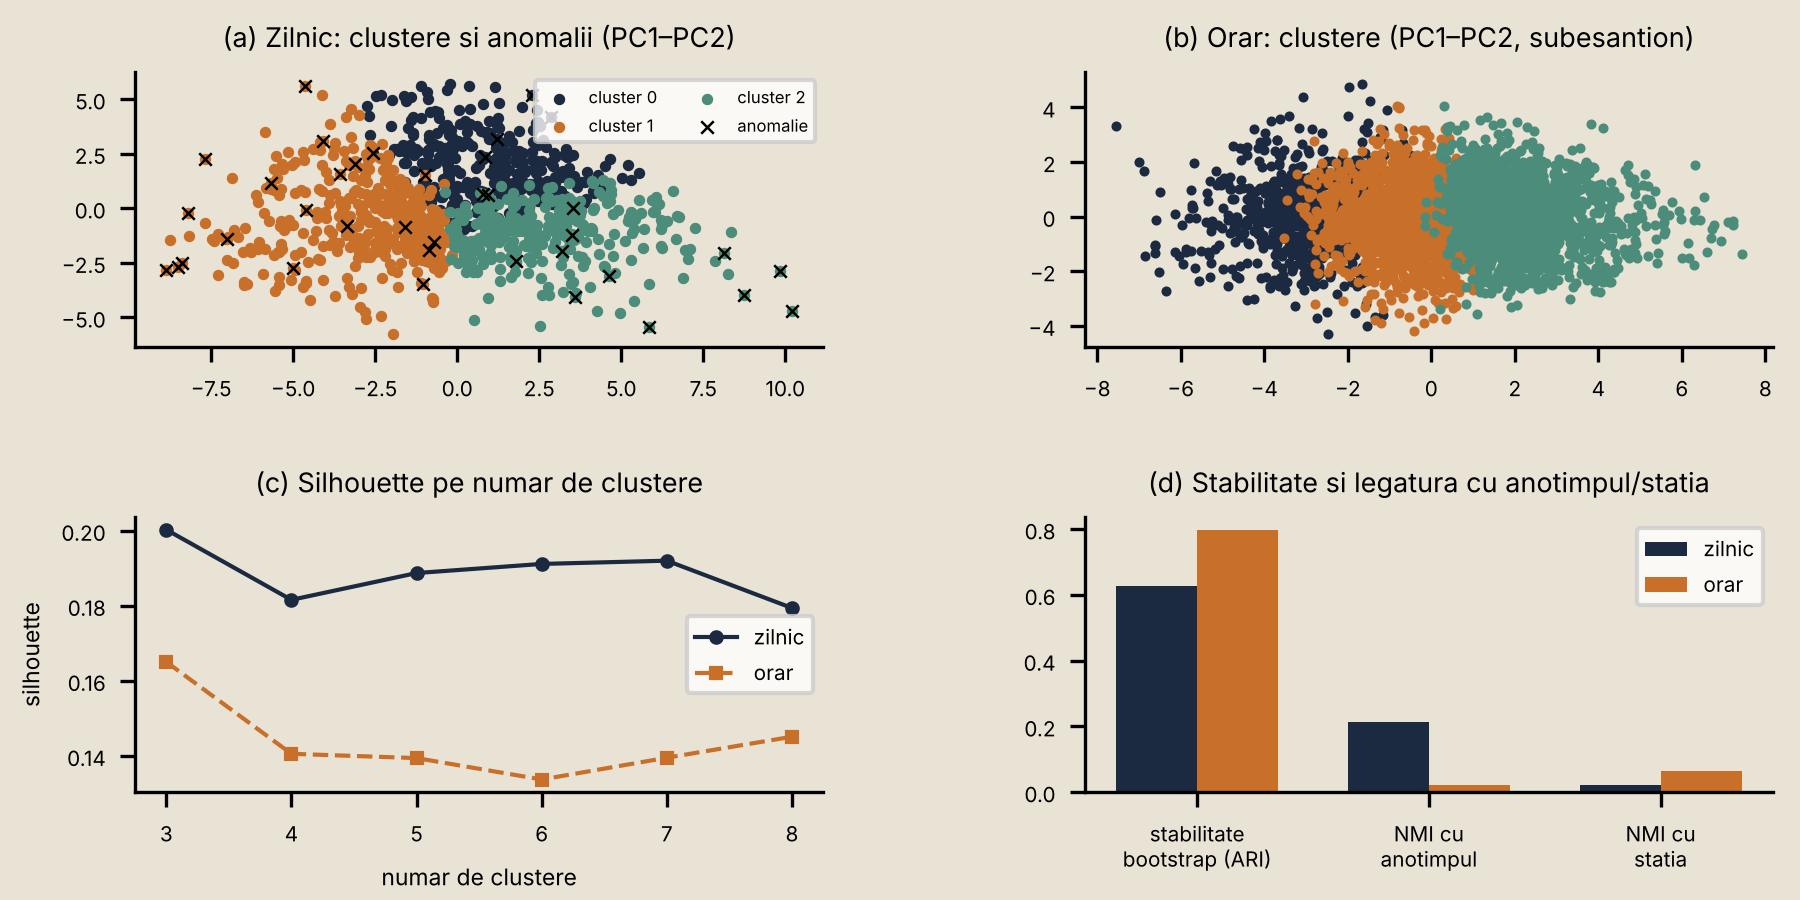 (a) Zilnic: clustere si anomalii (PC1–PC2)
5.0
2.5
0.0
−2.5
−5.0
cluster 0
cluster 1
cluster 2
anomalie
−7.5 −5.0 −2.5 0.0 2.5 5.0 7.5 10.0
(b) Orar: clustere (PC1–PC2, subesantion)
4
2
0
−2
−4
−8 −6 −4 −2 0 2 4 6 8
(c) Silhouette pe numar de clustere
silhouette
0.20
0.18
0.16
0.14
zilnic
orar
3 4 5 6 7 8
numar de clustere
(d) Stabilitate si legatura cu anotimpul/statia
0.8
0.6
0.4
0.2
0.0
zilnic
orar
stabilitate
bootstrap (ARI)
NMI cu
anotimpul
NMI cu
statia